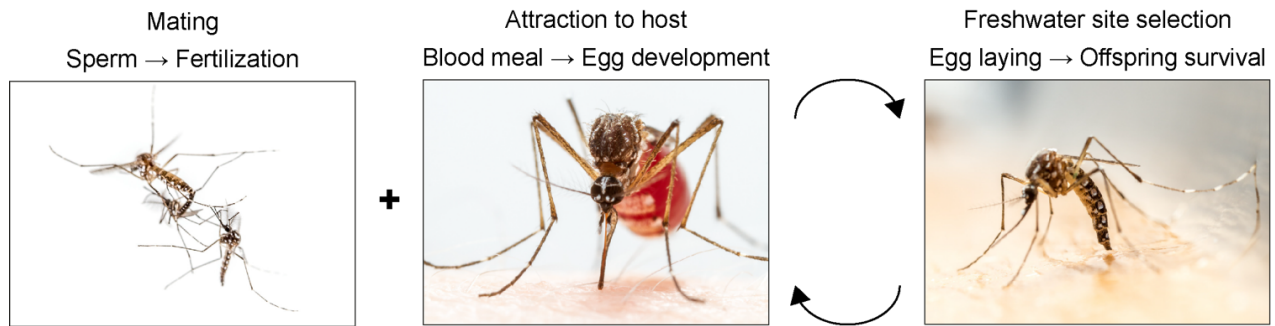 Mating
Sperm → Fertilization
+
Attraction to host
Blood meal → Egg development
Freshwater site selection
Egg laying → Offspring survival